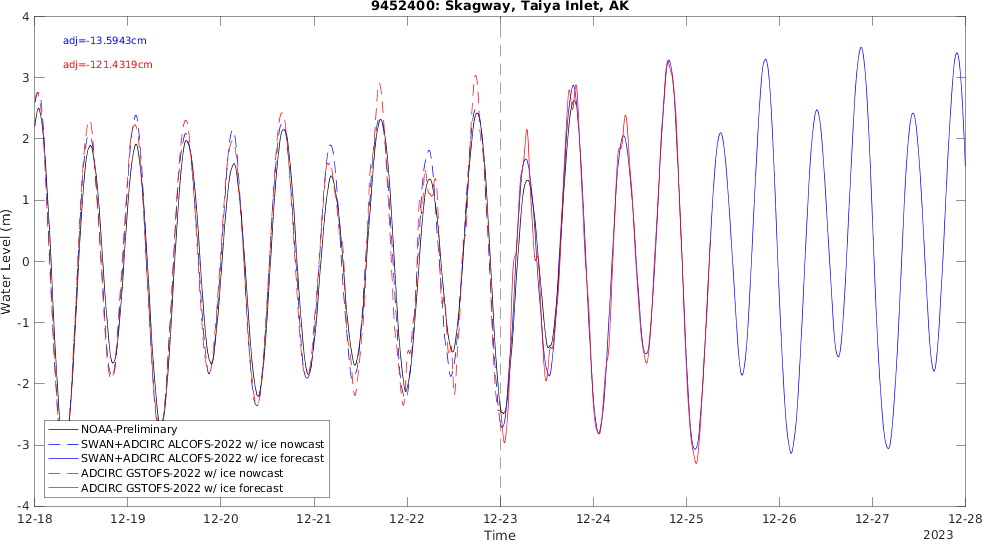 9452400: Skagway, Taiya Inlet, AK
adj=-13.5943cm
adj=-121.4319cm
Water Level (m)
4
3
2
1
0
-1
-2
-3
-4
NOAA-Preliminary
SWAN+ADCIRC ALCOFS-2022 w/ ice nowcast
SWAN+ADCIRC ALCOFS-2022 w/ ice forecast
ADCIRC GSTOFS-2022 w/ ice nowcast
ADCIRC GSTOFS-2022 w/ ice forecast
12-18 12-19 12-20 12-21 12-22 12-23 12-24 12-25 12-26 12-27 12-28
Time
2023